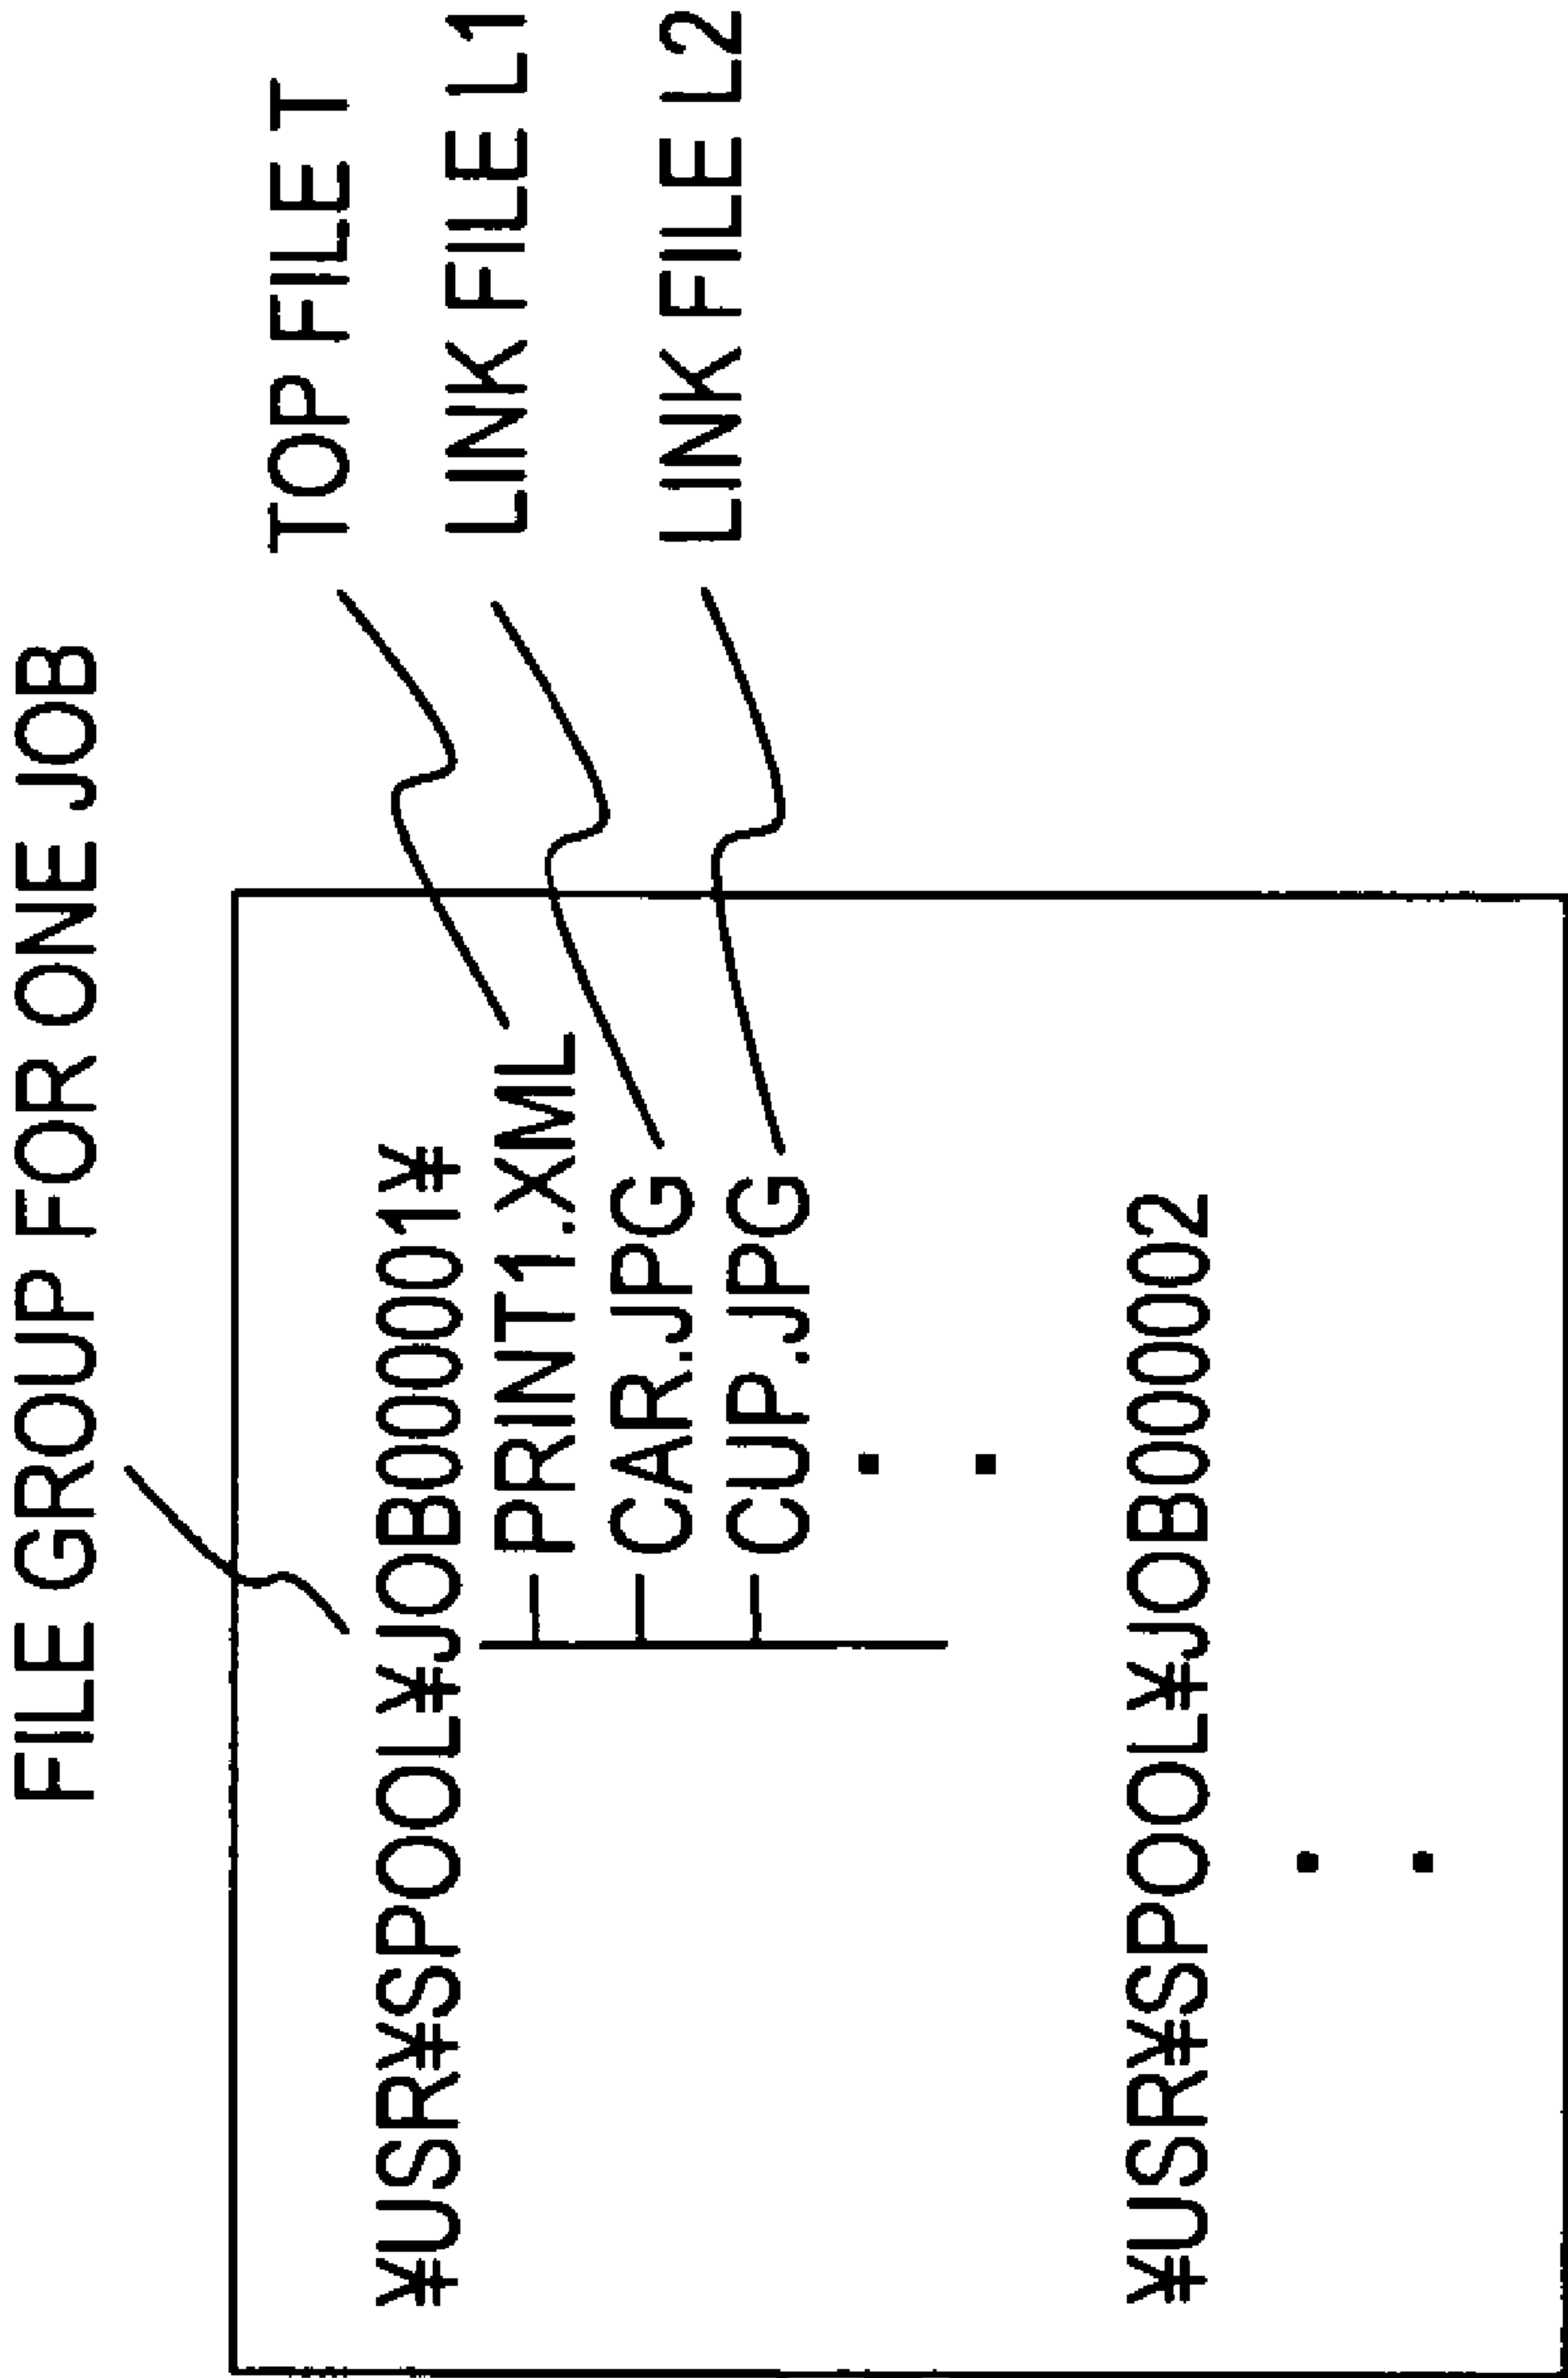 FILE GROUP FOR ONE JOB
TOP FILE T
LINK FILE L1
LINK FILE L2
¥USR¥SPOOL¥JOB000001¥
PRINT1.XML
CAR.JPG
CUP.JPG
¥USR¥SPOOL¥JOB000002